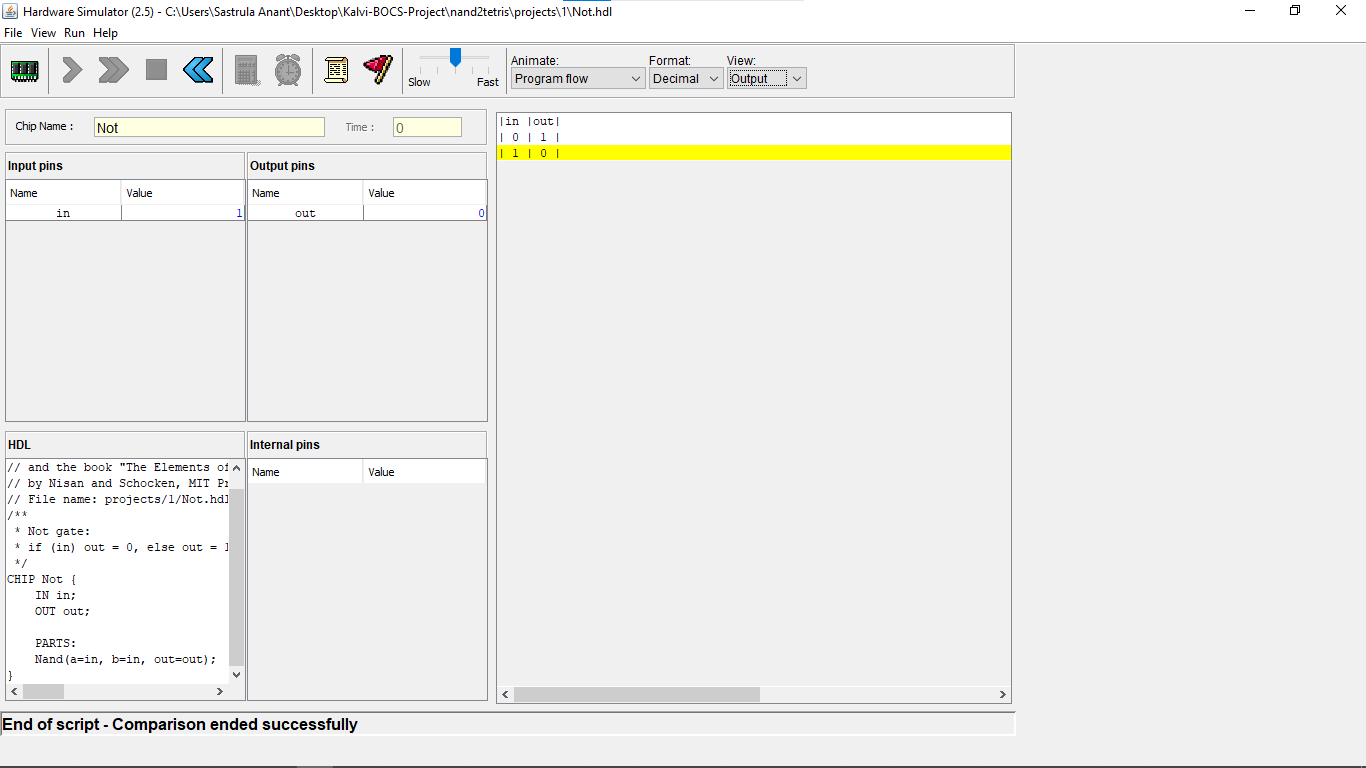 Hardware Simulator (2.5) - C:\Users\Sastrula Anant\Desktop\Kalvi-BOCS-Project\nand2tetris\projects\1\Not.hdl
File View Run Help
Slow Fast
Animate: Format: View:
Program flow Decimal Output
Chip Name : Not Time : 0
Input pins Output pins
Name Value Name Value
in 1 out 0
|in |out|
| 0 | 1 |
| 1 | 0 |
HDL Internal pins
Name Value
// and the book "The Elements of
// by Nisan and Schocken, MIT Pr
// File name: projects/1/Not.hdl
/**
* Not gate:
* if (in) out = 0, else out = 1
*/
CHIP Not {
IN in;
OUT out;
PARTS:
Nand(a=in, b=in, out=out);
}
End of script - Comparison ended successfully